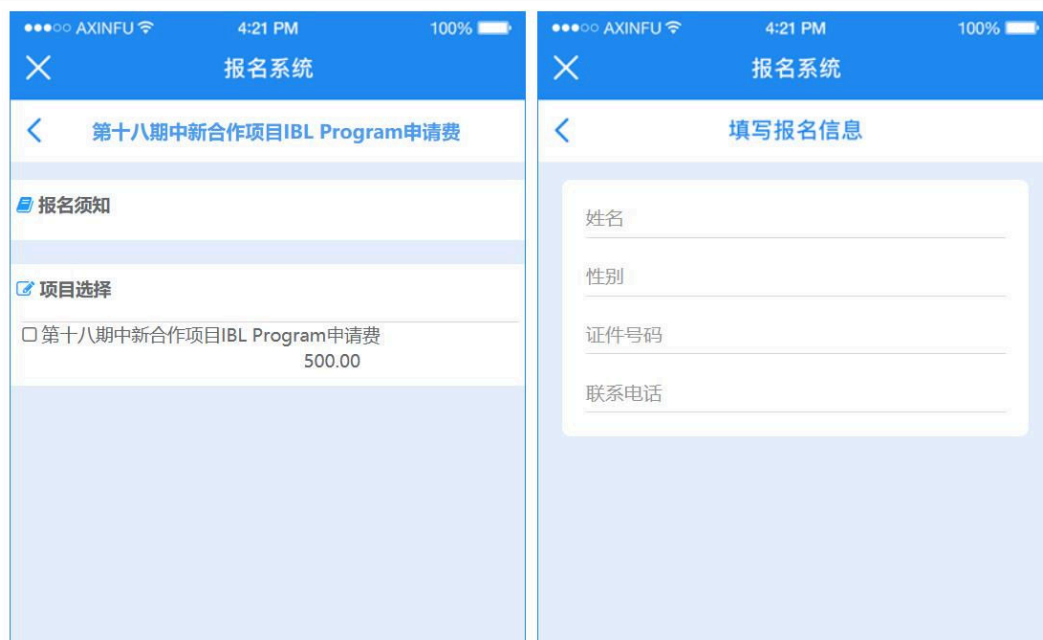 AXINFU 4:21 PM 100%
报名系统
第十八期中新合作项目IBL Program申请费
报名须知
项目选择
第十八期中新合作项目IBL Program申请费
500.00
AXINFU 4:21 PM 100%
报名系统
填写报名信息
姓名
性别
证件号码
联系电话